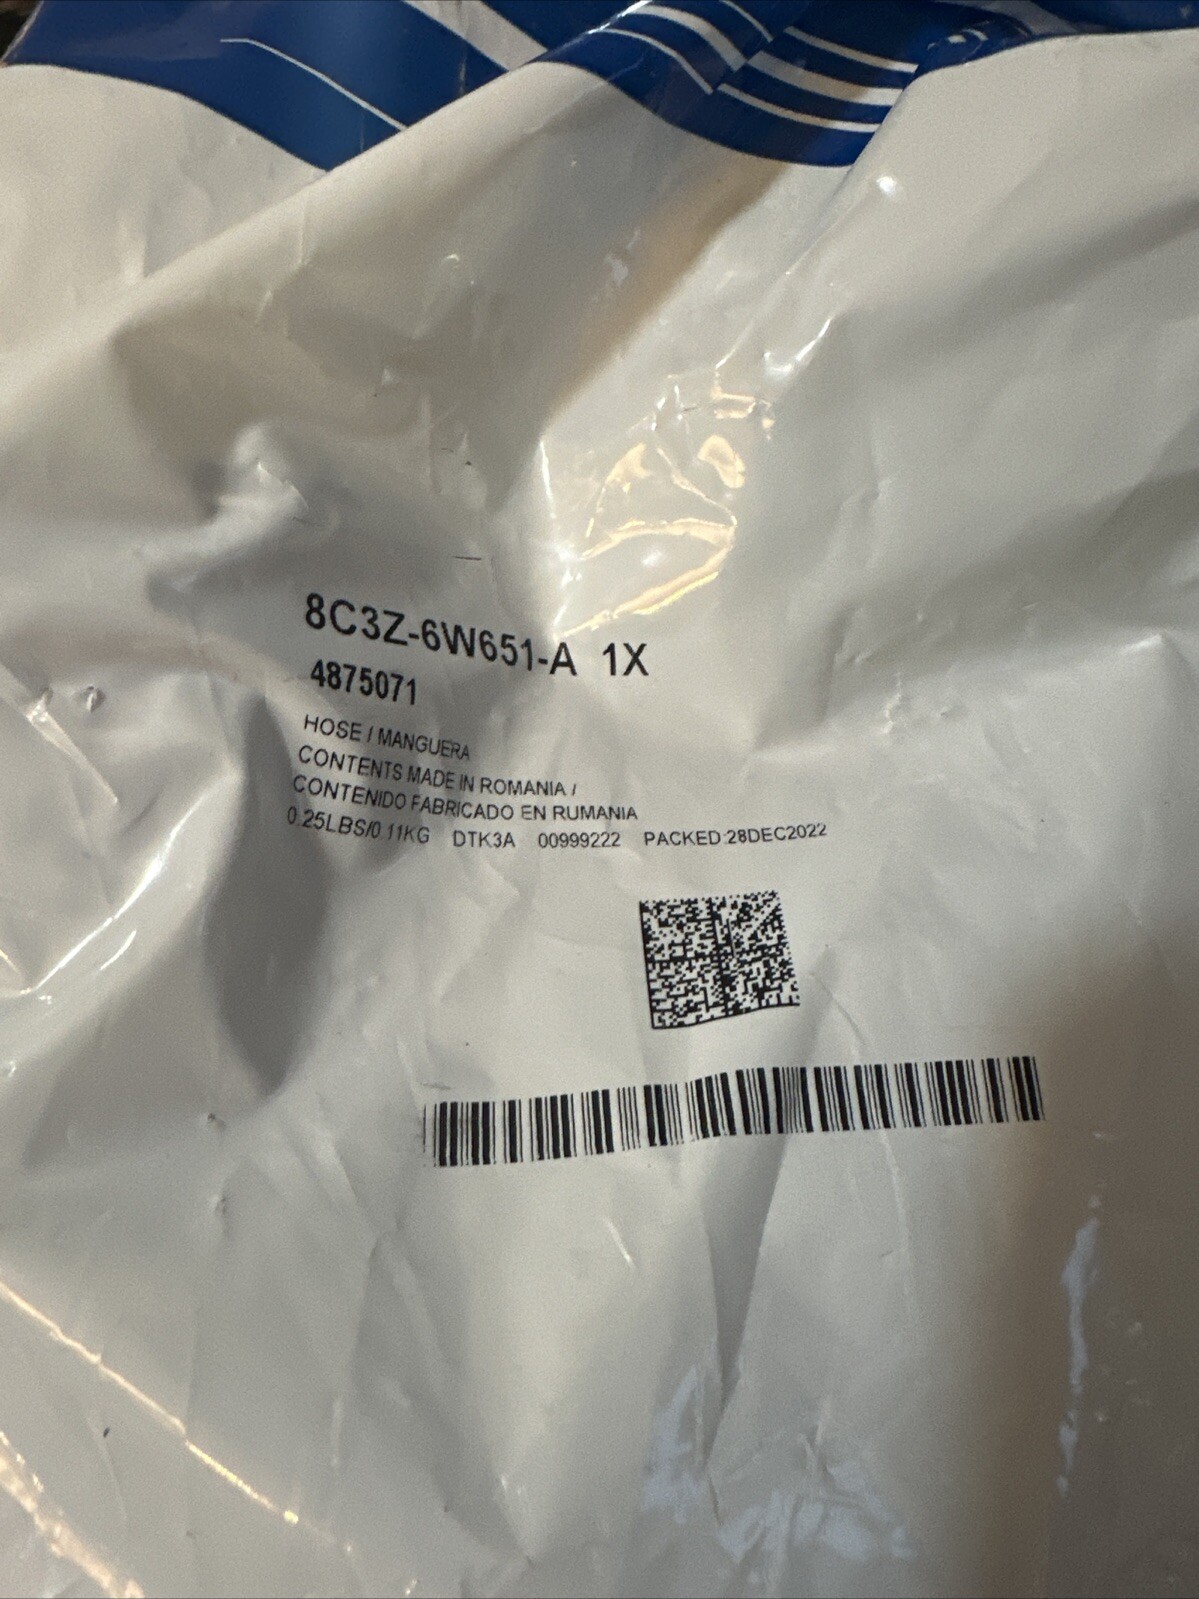 8C3Z-6W651-A 1X
4875071
HOSE / MANGUERA
CONTENTS MADE IN ROMANIA /
CONTENIDO FABRICADO EN RUMANIA
0.25LBS/0.11KG DTK3A 00999222 PACKED:28DEC2022